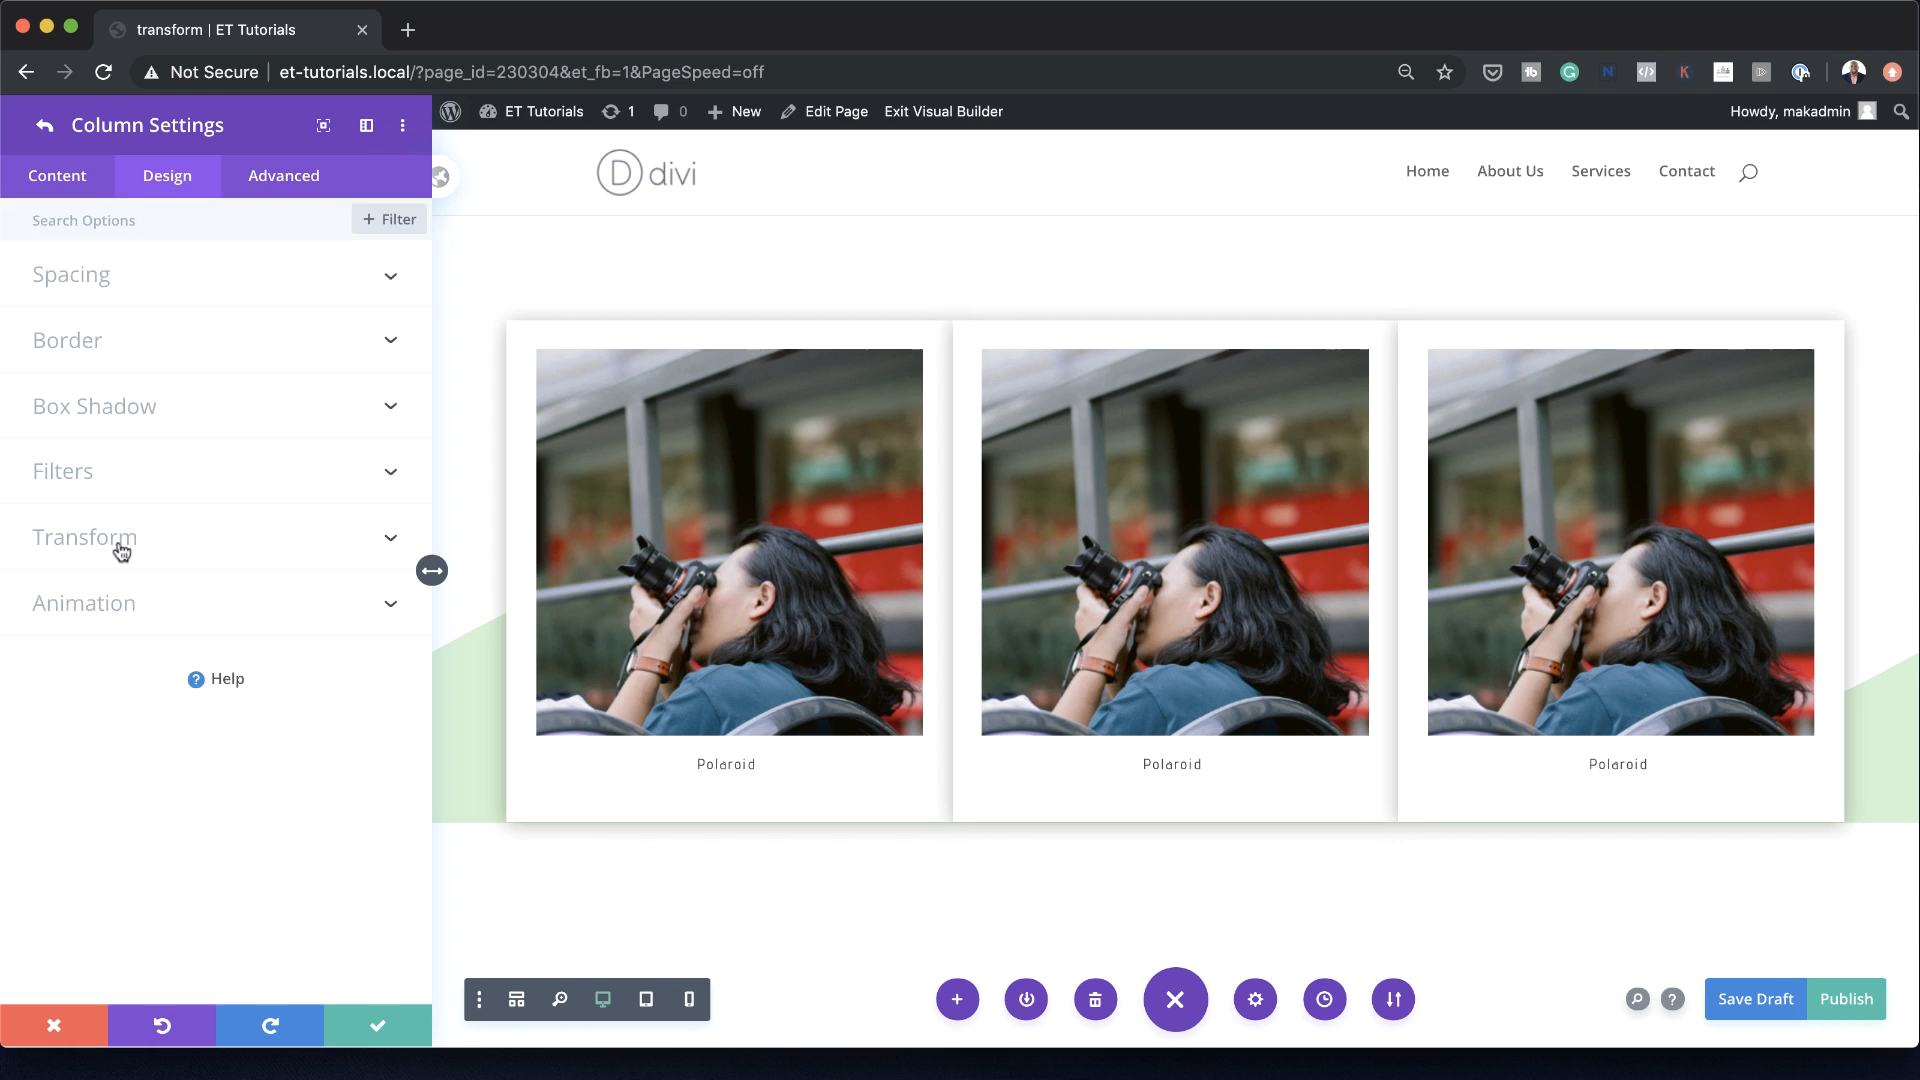 transform | ET Tutorials
Not Secure | et-tutorials.local/?page_id=230304&et_fb=1&PageSpeed=off
Column Settings
ET Tutorials 1 0 New Edit Page Exit Visual Builder Howdy, makadmin
Content Design Advanced
divi
Home About Us Services Contact
Search Options + Filter
Spacing
Border
Box Shadow
Filters
Transform
Animation
? Help
Polaroid Polaroid Polaroid
Save Draft Publish